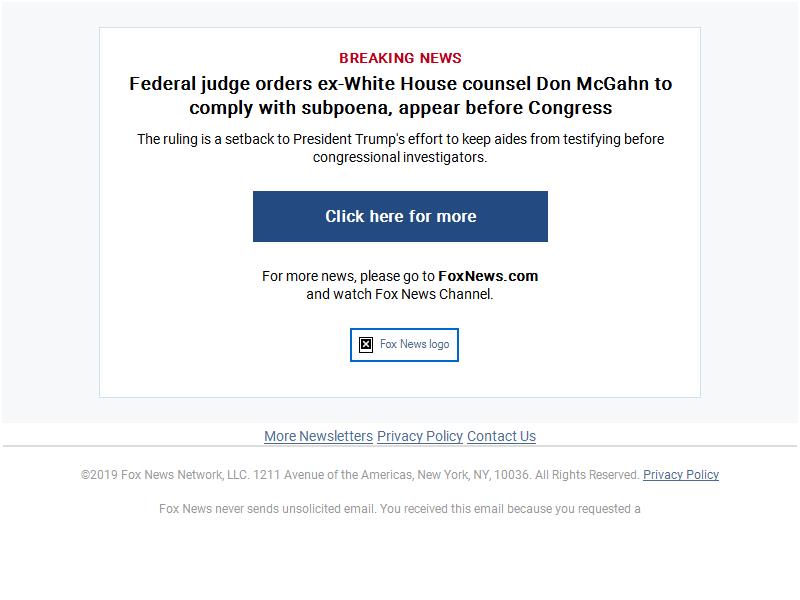 BREAKING NEWS
Federal judge orders ex-White House counsel Don McGahn to
comply with subpoena, appear before Congress
The ruling is a setback to President Trump's effort to keep aides from testifying before
congressional investigators.
Click here for more
For more news, please go to FoxNews.com
and watch Fox News Channel.
Fox News logo
More Newsletters Privacy Policy Contact Us
©2019 Fox News Network, LLC. 1211 Avenue of the Americas, New York, NY, 10036. All Rights Reserved. Privacy Policy
Fox News never sends unsolicited email. You received this email because you requested a